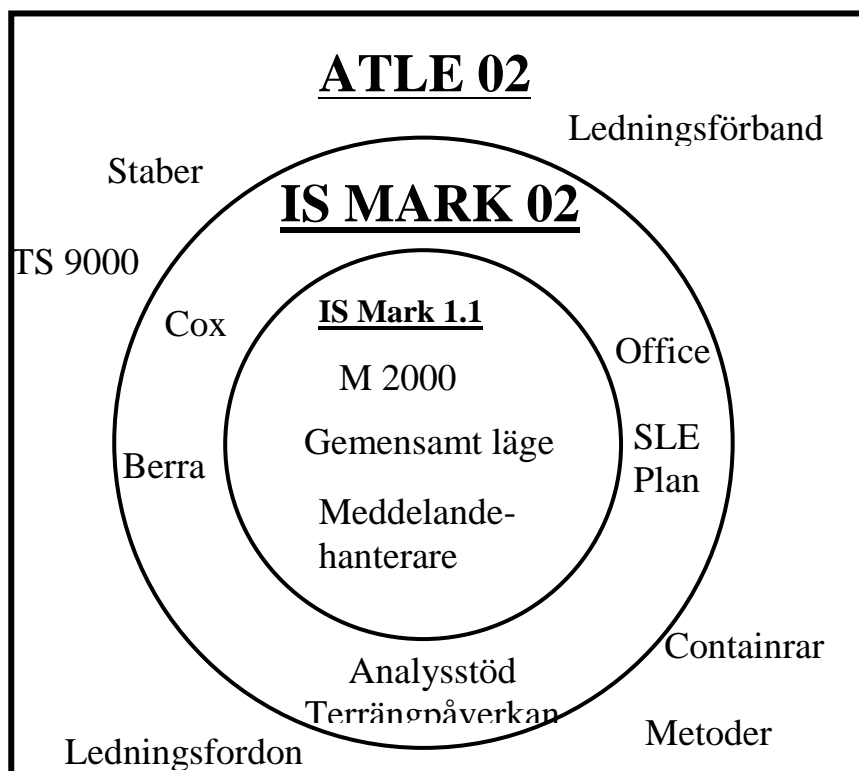 ATLE 02
Ledningsförband
Staber
IS MARK 02
TS 9000
IS Mark 1.1
Cox
Office
M 2000
Gemensamt läge
SLE
Plan
Berra
Meddelande-
hanterare
Containrar
Analysstöd
Terrängpåverkan
Metoder
Ledningsfordon